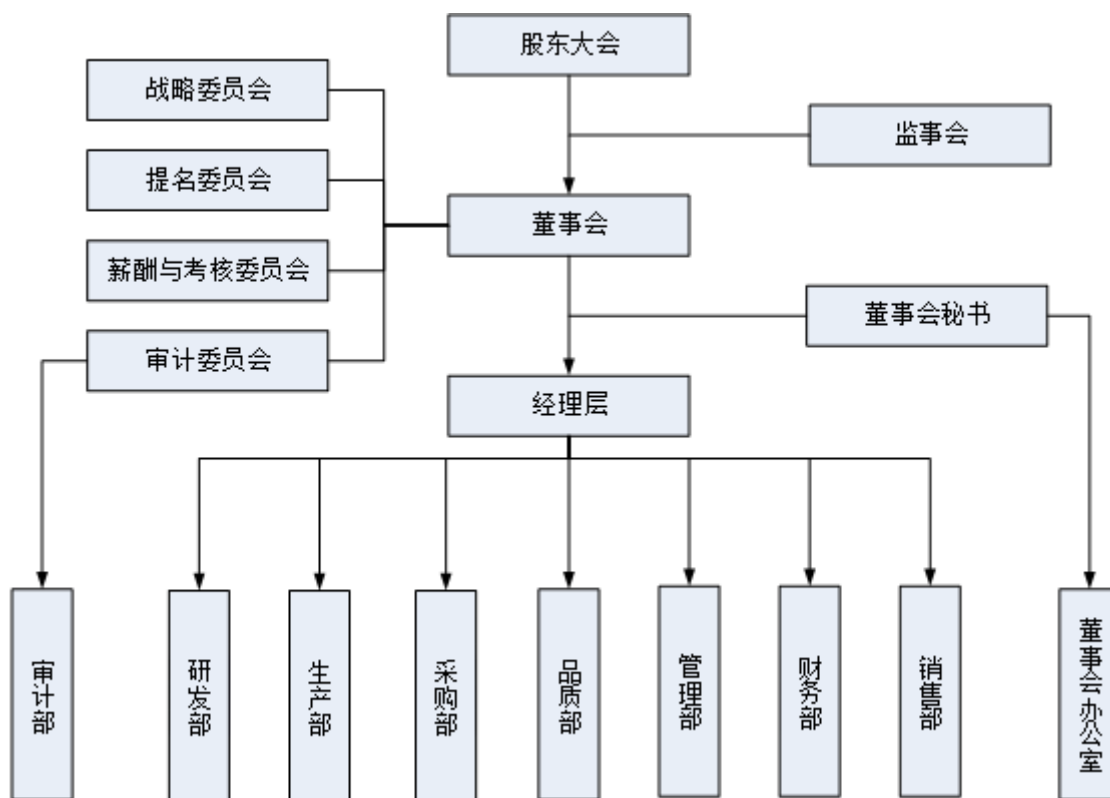 股东大会
战略委员会
监事会
提名委员会
董事会
薪酬与考核委员会
董事会秘书
审计委员会
经理层
审计部
研发部
生产部
采购部
品质部
管理部
财务部
销售部
董事会办公室